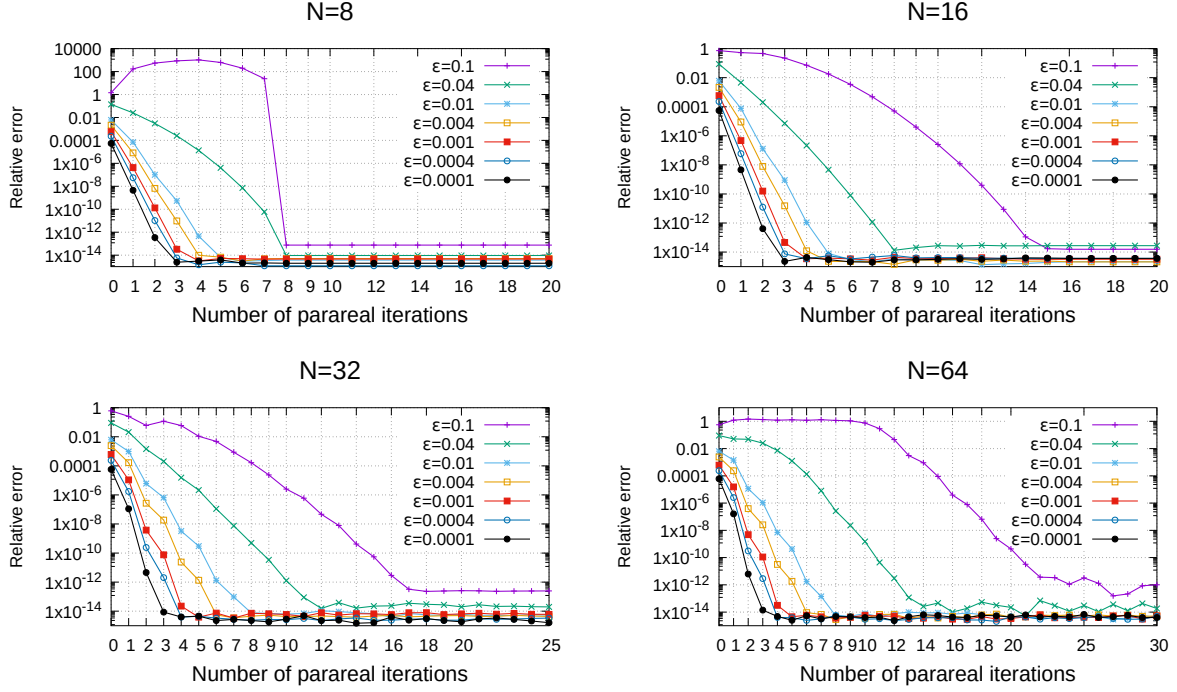 N=8
10000
100
1
0.01
0.0001
1x10-6
1x10-8
1x10-10
1x10-12
1x10-14
Relative error
ε=0.1
ε=0.04
ε=0.01
ε=0.004
ε=0.001
ε=0.0004
ε=0.0001
0 1 2 3 4 5 6 7 8 9 10 12 14 16 18 20
Number of parareal iterations
N=16
1
0.01
0.0001
1x10-6
1x10-8
1x10-10
1x10-12
1x10-14
Relative error
ε=0.1
ε=0.04
ε=0.01
ε=0.004
ε=0.001
ε=0.0004
ε=0.0001
0 1 2 3 4 5 6 7 8 9 10 12 14 16 18 20
Number of parareal iterations
N=32
1
0.01
0.0001
1x10-6
1x10-8
1x10-10
1x10-12
1x10-14
Relative error
ε=0.1
ε=0.04
ε=0.01
ε=0.004
ε=0.001
ε=0.0004
ε=0.0001
0 1 2 3 4 5 6 7 8 9 10 12 14 16 18 20 25
Number of parareal iterations
N=64
1
0.01
0.0001
1x10-6
1x10-8
1x10-10
1x10-12
1x10-14
Relative error
ε=0.1
ε=0.04
ε=0.01
ε=0.004
ε=0.001
ε=0.0004
ε=0.0001
0 1 2 3 4 5 6 7 8 9 10 12 14 16 18 20 25 30
Number of parareal iterations